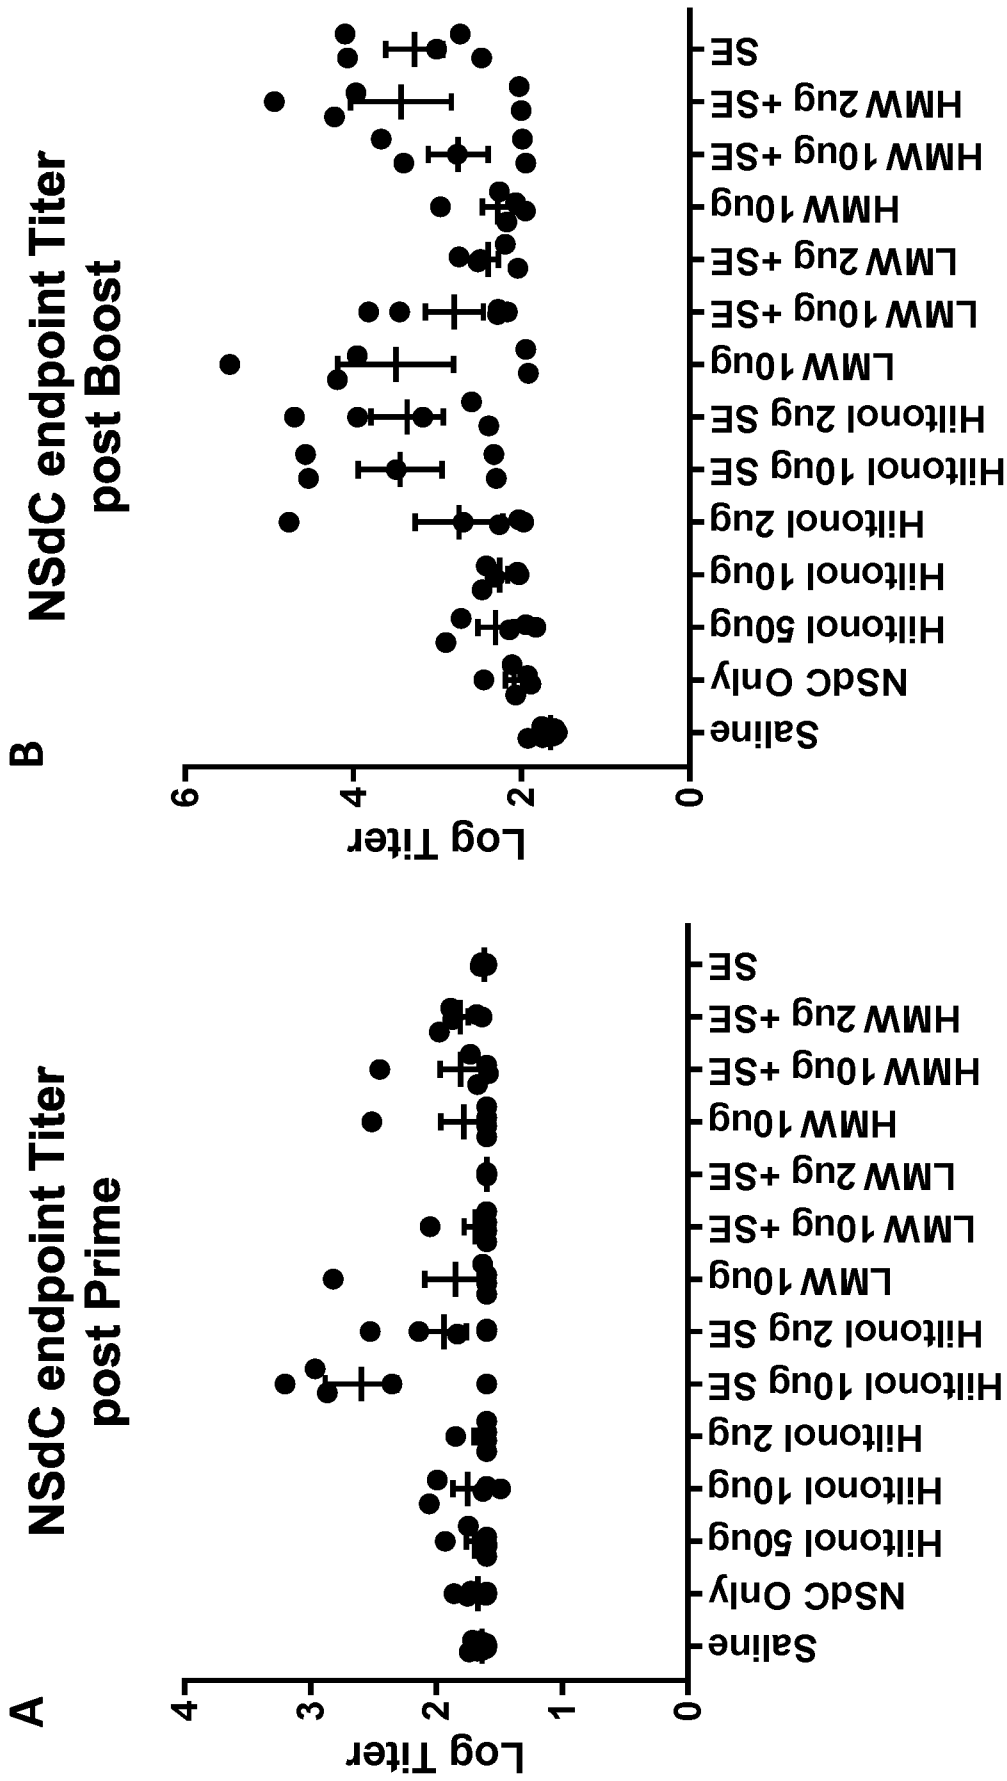 A
NSdC endpoint Titer
post Prime
Log Titer
4
3
2
1
0
Saline
NSdC Only
Hiltonol 50ug
Hiltonol 10ug
Hiltonol 2ug
Hiltonol 10ug SE
Hiltonol 2ug SE
LMW 10ug
LMW 10ug +SE
LMW 2ug +SE
HMW 10ug
HMW 10ug +SE
HMW 2ug +SE
SE
B
NSdC endpoint Titer
post Boost
Log Titer
6
4
2
0
Saline
NSdC Only
Hiltonol 50ug
Hiltonol 10ug
Hiltonol 2ug
Hiltonol 10ug SE
Hiltonol 2ug SE
LMW 10ug
LMW 10ug +SE
LMW 2ug +SE
HMW 10ug
HMW 10ug +SE
HMW 2ug +SE
SE